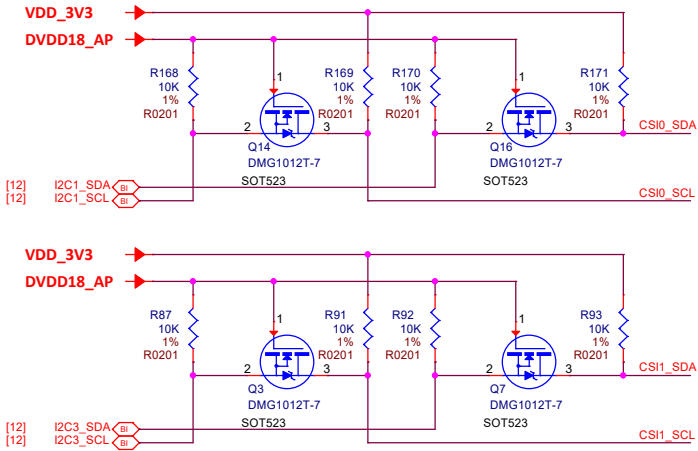 VDD_3V3
DVDD18_AP
R168
10K
1%
R0201
1
R169
10K
1%
R0201
R170
10K
1%
R0201
1
R171
10K
1%
R0201
2
3
2
3
CSI0_SDA
Q14
DMG1012T-7
SOT523
Q16
DMG1012T-7
SOT523
[12] I2C1_SDA BI
[12] I2C1_SCL BI
CSI0_SCL
VDD_3V3
DVDD18_AP
R87
10K
1%
R0201
1
R91
10K
1%
R0201
R92
10K
1%
R0201
1
R93
10K
1%
R0201
2
3
2
3
CSI1_SDA
Q3
DMG1012T-7
SOT523
Q7
DMG1012T-7
SOT523
[12] I2C3_SDA BI
[12] I2C3_SCL BI
CSI1_SCL